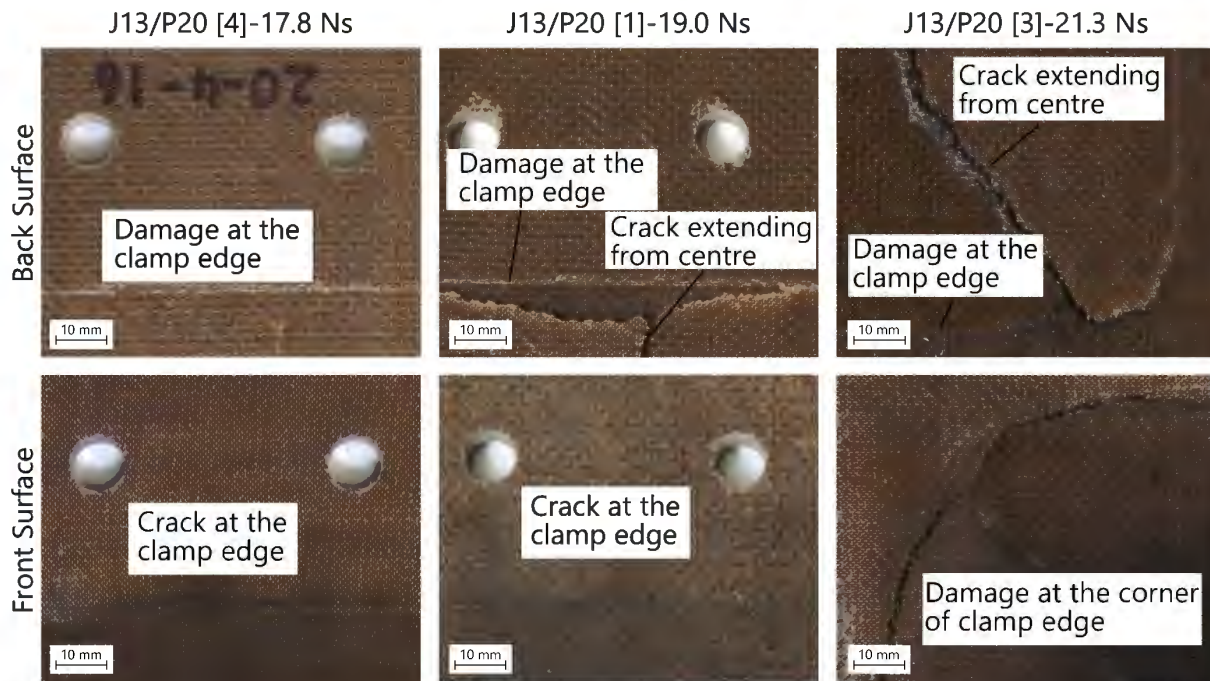 J13/P20 [4]-17.8 Ns
J13/P20 [1]-19.0 Ns
J13/P20 [3]-21.3 Ns
Back Surface
20-4-16
Damage at the
clamp edge
10 mm
Damage at the
clamp edge
Crack extending
from centre
10 mm
Crack extending
from centre
Damage at the
clamp edge
10 mm
Front Surface
Crack at the
clamp edge
10 mm
Crack at the
clamp edge
10 mm
Damage at the corner
of clamp edge
10 mm